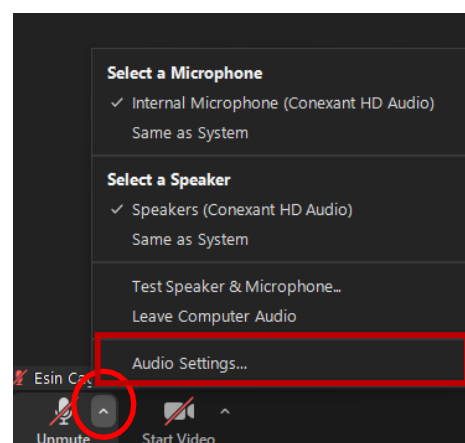 Select a Microphone
✓ Internal Microphone (Conexant HD Audio)
Same as System
Select a Speaker
✓ Speakers (Conexant HD Audio)
Same as System
Test Speaker & Microphone...
Leave Computer Audio
Audio Settings...
Esin
Unmute
Start Video